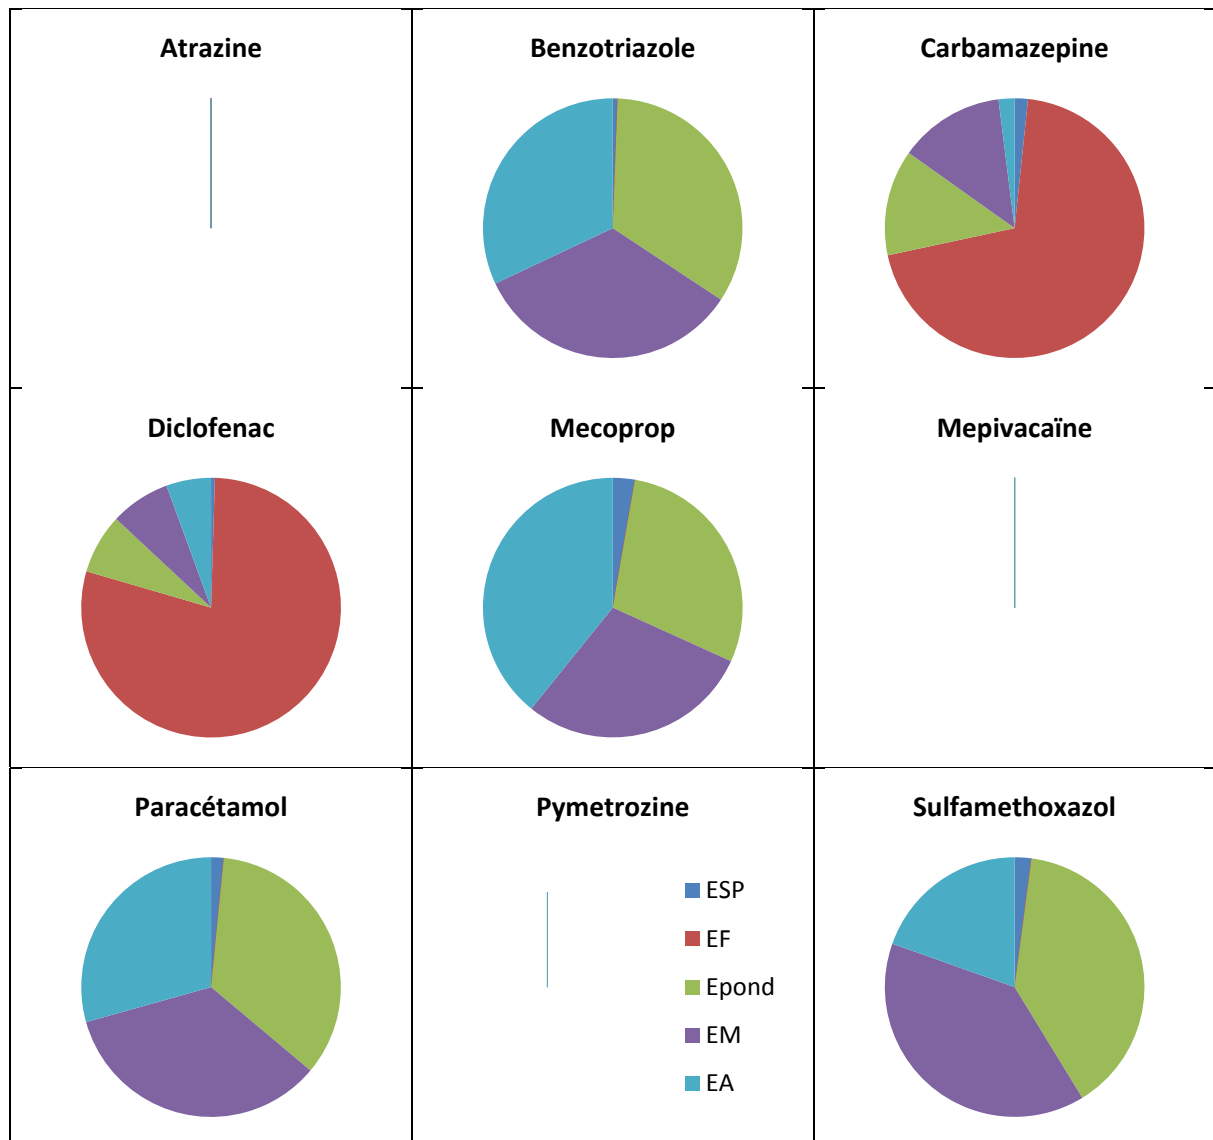 Atrazine
Benzotriazole
Carbamazepine
Diclofenac
Mecoprop
Mepivacaïne
Paracétamol
Pymetrozine
Sulfamethoxazol
ESP
EF
Epond
EM
EA